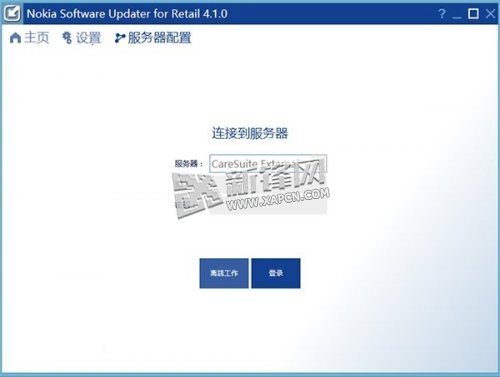 Nokia Software Updater for Retail 4.1.0
主页 设置 服务器配置
连接到服务器
服务器： CareSuite External
新锋网
WWW.XAPCN.COM
离线工作 登录